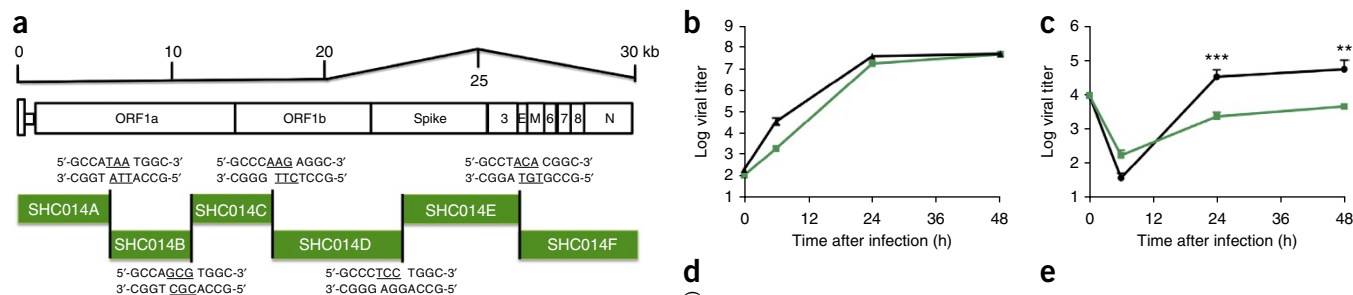 a
0 10 20 30 kb
25
ORF1a ORF1b Spike 3 E M 6 7 8 N
5′-GCCATAA TGGC-3′ 5′-GCCCAAG AGGC-3′ 5′-GCCTACA CGGC-3′
3′-CGGT ATTACCG-5′ 3′-CGGG TTCTCCG-5′ 3′-CGGA TGTGCCG-5′
SHC014A SHC014C SHC014E
SHC014B SHC014D SHC014F
5′-GCCAGCG TGGC-3′ 5′-GCCCTCC TGGC-3′
3′-CGGT CGCACCG-5′ 3′-CGGG AGGACCG-5′
b
Log viral titer
9
8
7
6
5
4
3
2
1
0 12 24 36 48
Time after infection (h)
c
Log viral titer
6
5
4
3
2
1
*** **
0 12 24 36 48
Time after infection (h)
d
e